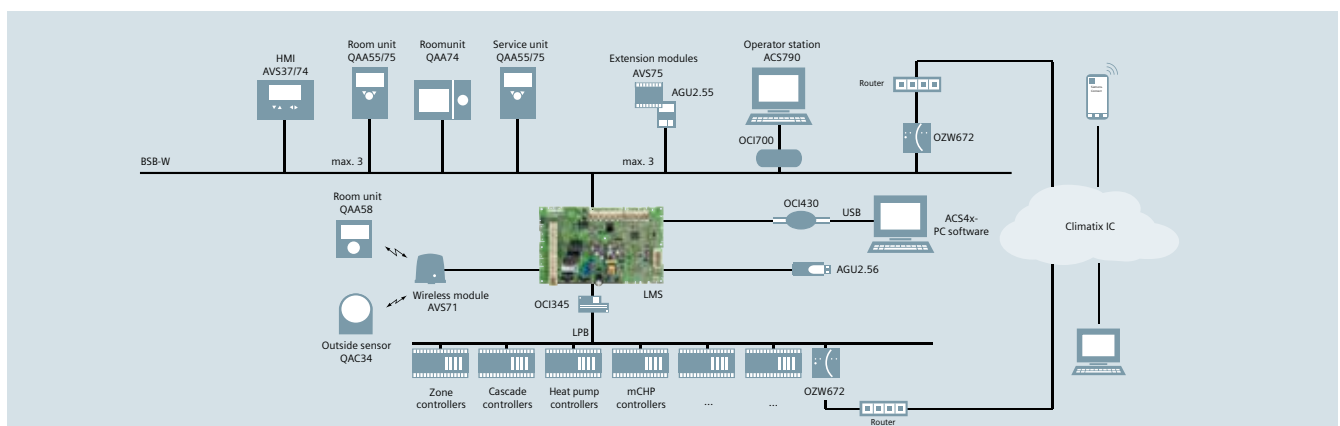 HMI
AVS37/74
Room unit
QAA55/75
Roomunit
QAA74
Service unit
QAA55/75
Extension modules
AVS75
AGU2.55
Operator station
ACS790
OCI700
Router
OZW672
BSB-W
max. 3
max. 3
Room unit
QAA58
Wireless module
AVS71
Outside sensor
QAC34
OCI430
USB
ACS4x-
PC software
AGU2.56
LMS
OCI345
LPB
Climatix IC
Zone
controllers
Cascade
controllers
Heat pump
controllers
mCHP
controllers
...
...
OZW672
Router